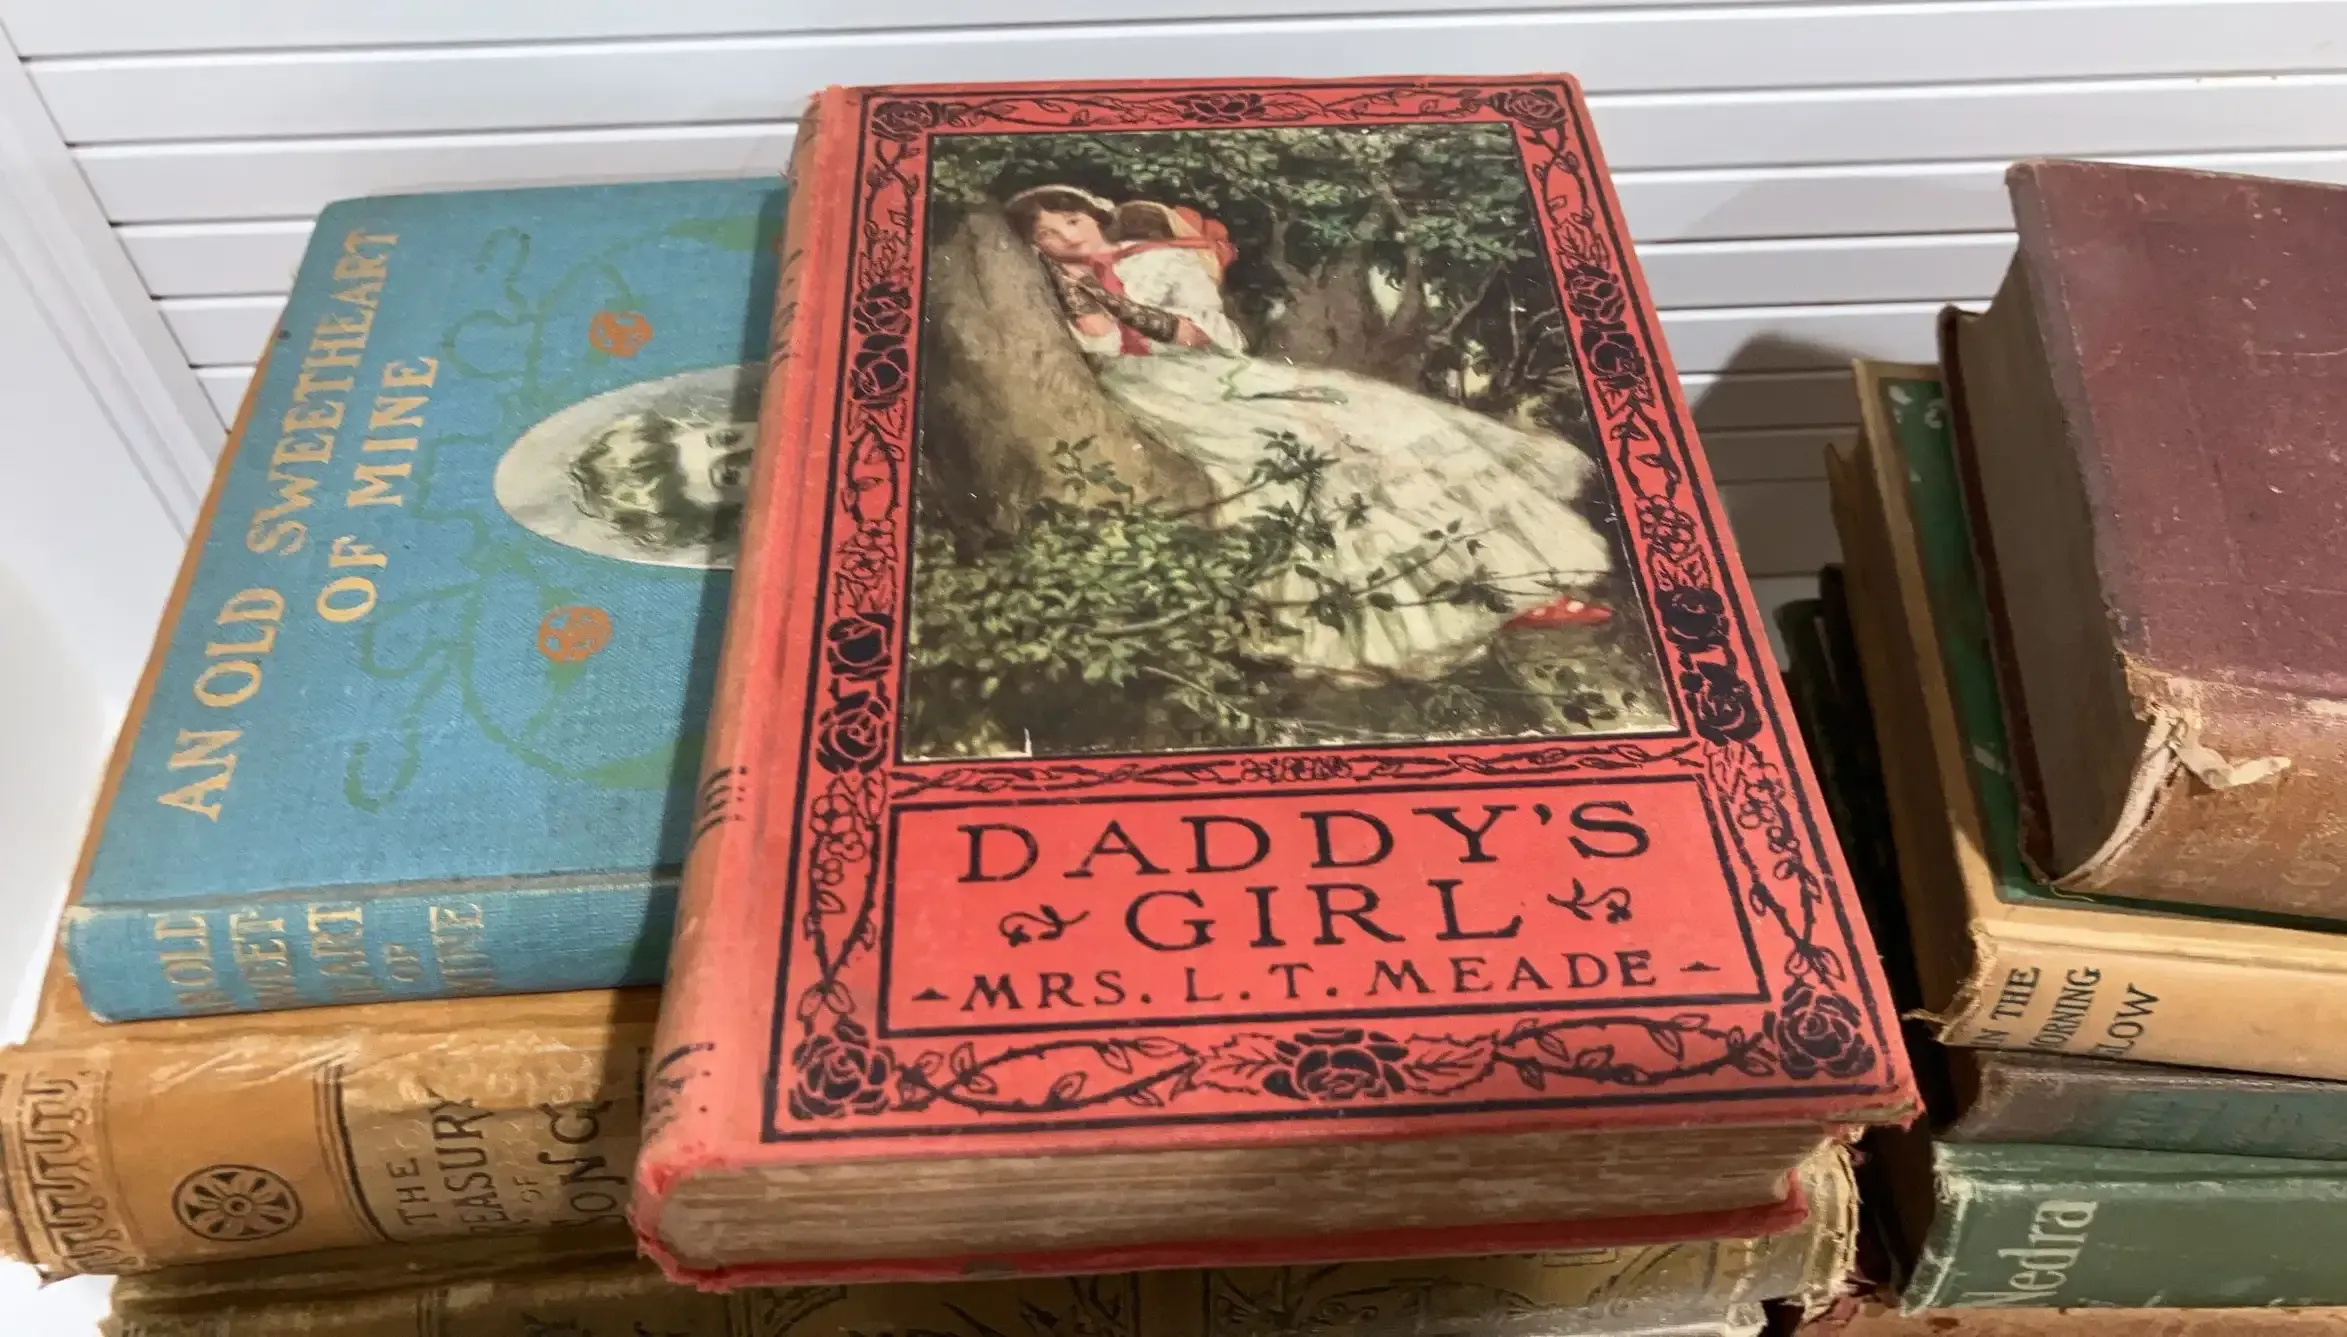 AN OLD SWEETHEART
OF MINE
OLD
SWEET
HEART
OF
MINE
THE
TREASURY
OF
SONG
DADDY'S
GIRL
MRS. L. T. MEADE
IN THE
MORNING
GLOW
Nedra